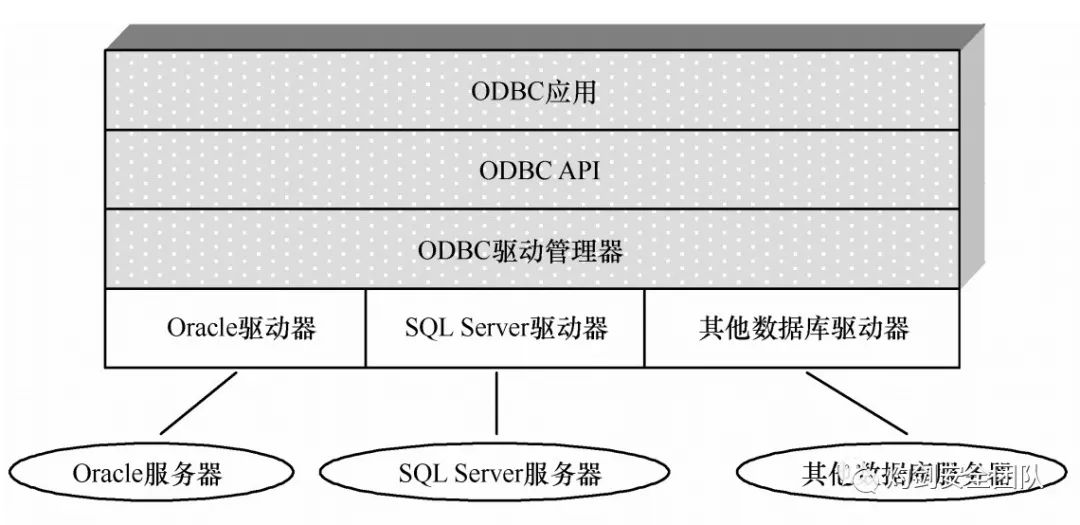 ODBC应用
ODBC API
ODBC驱动管理器
Oracle驱动器
SQL Server驱动器
其他数据库驱动器
Oracle服务器
SQL Server服务器
其他数据库服务器